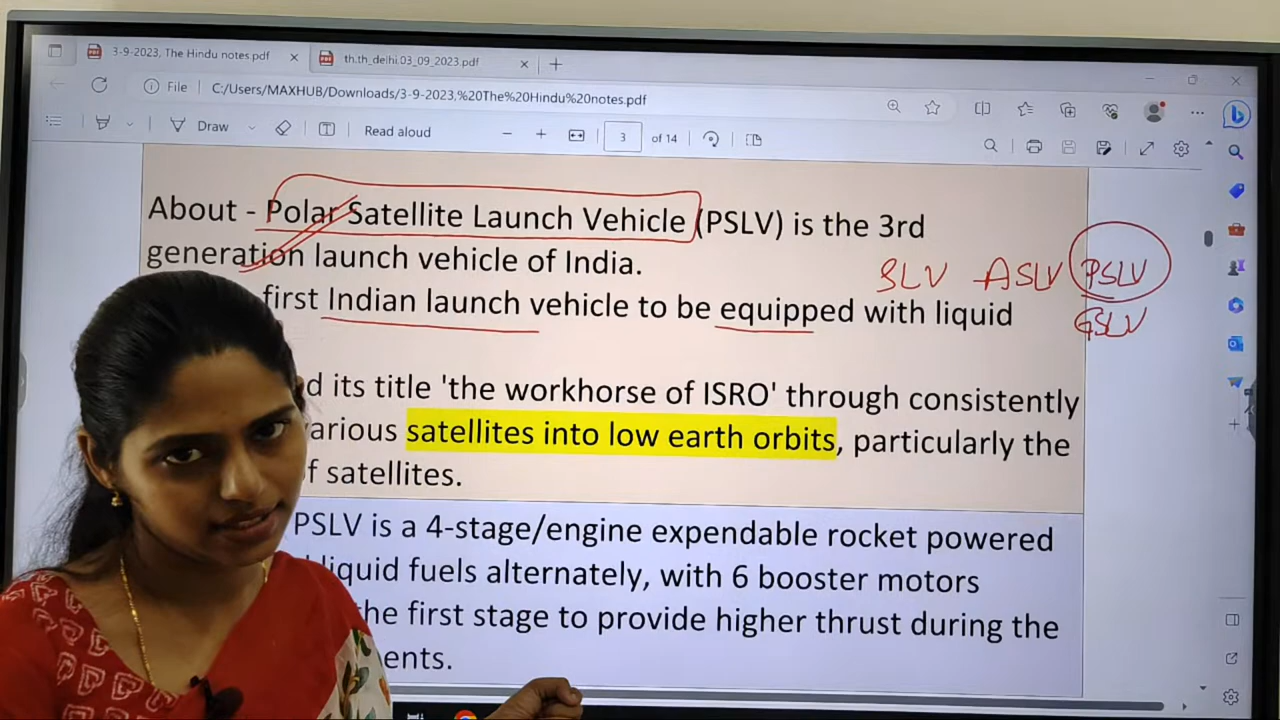 3-9-2023, The Hindu notes.pdf
th.th_delhi.03_09_2023.pdf
File
C:/Users/MAXHUB/Downloads/3-9-2023,%20The%20Hindu%20notes.pdf
Draw
Read aloud
3
of 14
About - Polar Satellite Launch Vehicle (PSLV) is the 3rd
generation launch vehicle of India.
SLV ASLV PSLV
first Indian launch vehicle to be equipped with liquid
GSLV
d its title 'the workhorse of ISRO' through consistently
arious satellites into low earth orbits, particularly the
f satellites.
PSLV is a 4-stage/engine expendable rocket powered
liquid fuels alternately, with 6 booster motors
the first stage to provide higher thrust during the
ents.